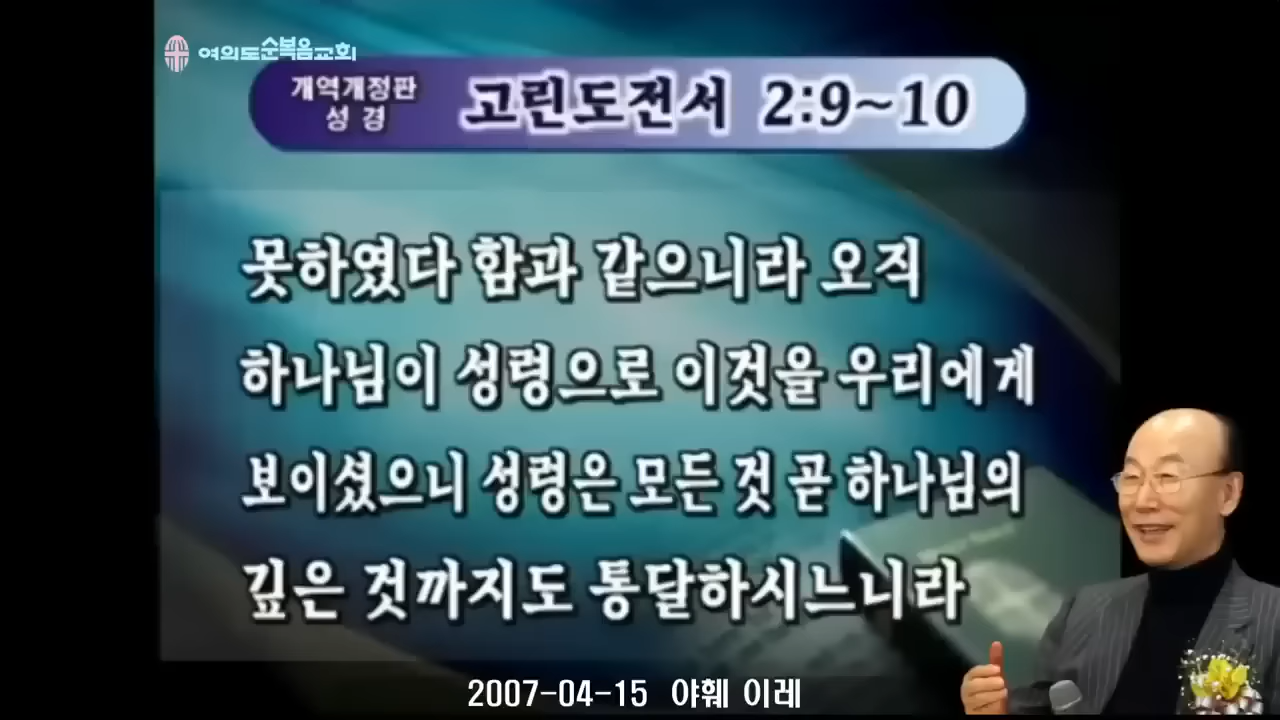 여의도순복음교회
개역개정판
성경
고린도전서 2:9~10
못하였다 함과 같으니라 오직
하나님이 성령으로 이것을 우리에게
보이셨으니 성령은 모든 것 곧 하나님의
깊은 것까지도 통달하시느니라
2007-04-15 야훼 이레